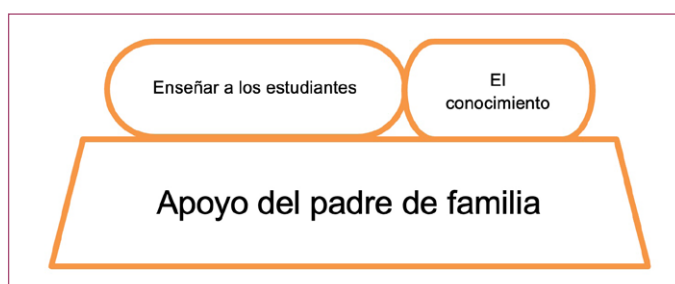 Enseñar a los estudiantes
El
conocimiento
Apoyo del padre de familia